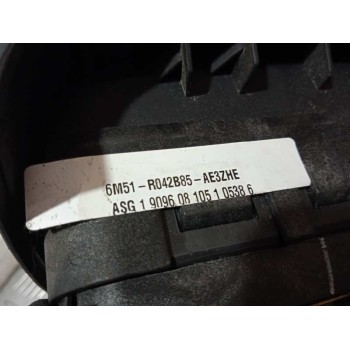 6M51-R042B85-AE3ZHE
ASG 1 9096 08 105 1 0538 6